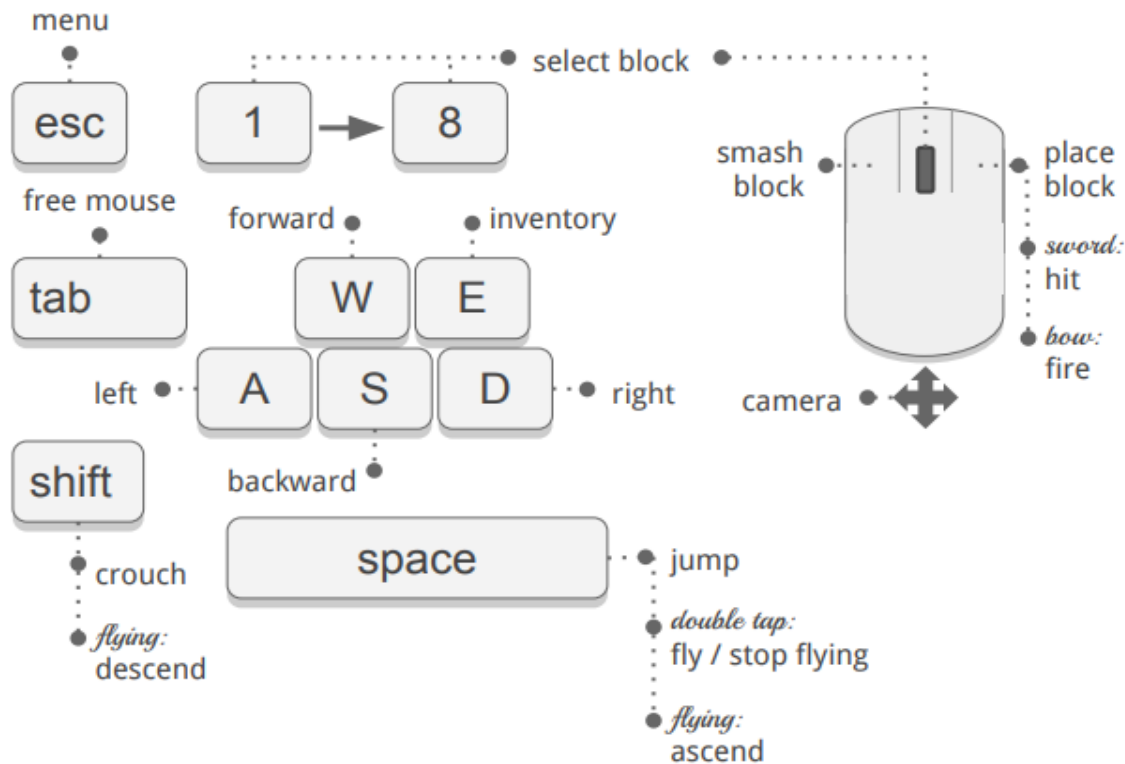 menu
esc
1
8
select block
smash
block
place
block
sword:
hit
bow:
fire
camera
free mouse
tab
forward
inventory
W
E
left
A
S
D
right
backward
shift
crouch
flying:
descend
space
jump
double tap:
fly / stop flying
flying:
ascend